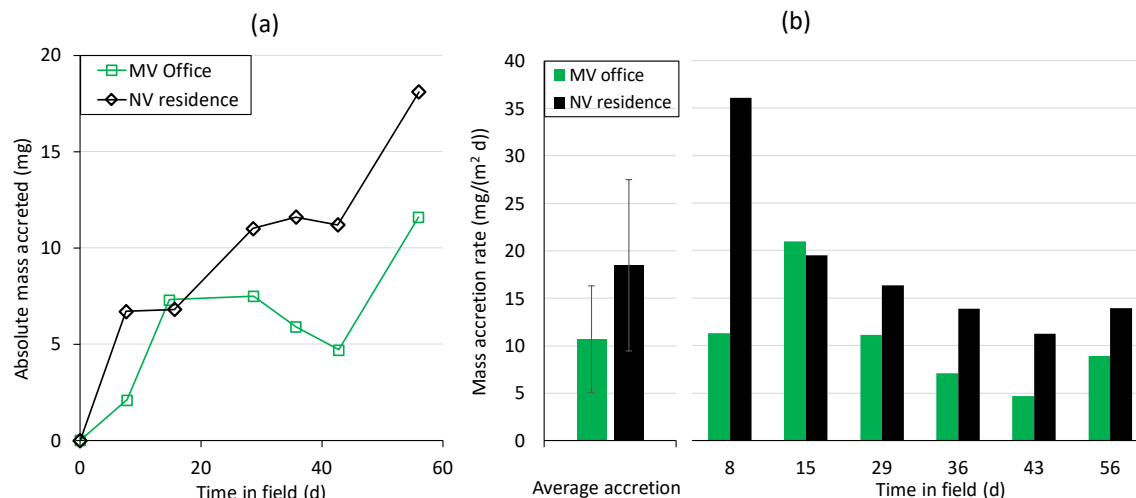 (a)
20
15
10
5
0
Absolute mass accreted (mg)
MV Office
NV residence
0 20 40 60
Time in field (d)
(b)
40
35
30
25
20
15
10
5
0
Mass accretion rate (mg/(m² d))
MV office
NV residence
Average accretion
8 15 29 36 43 56
Time in field (d)